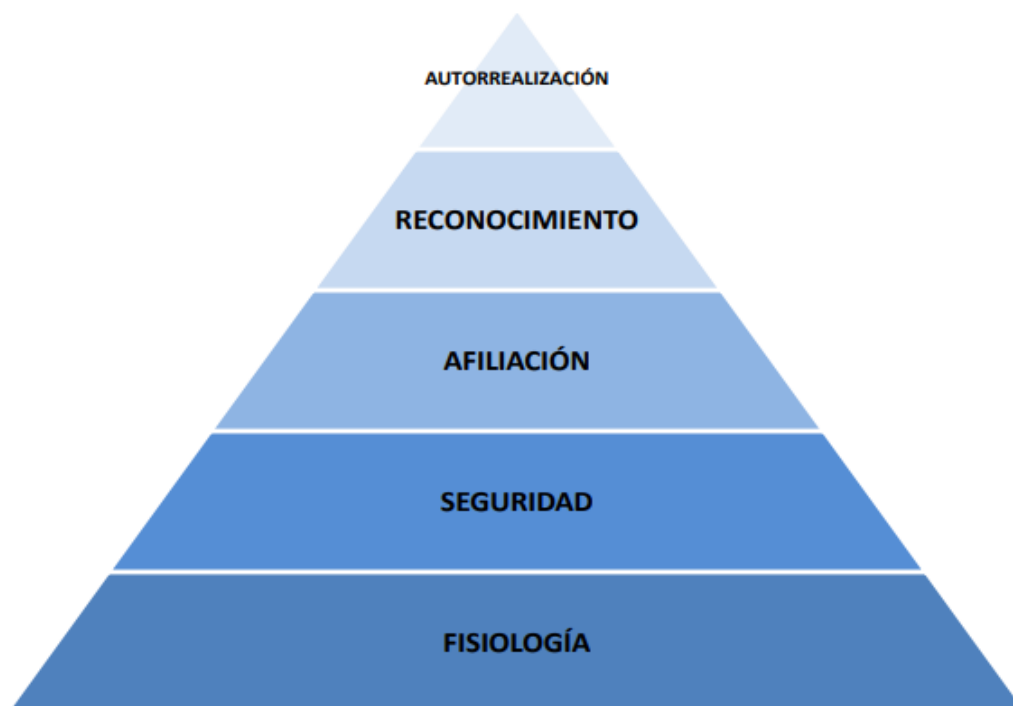 AUTORREALIZACIÓN
RECONOCIMIENTO
AFILIACIÓN
SEGURIDAD
FISIOLOGÍA